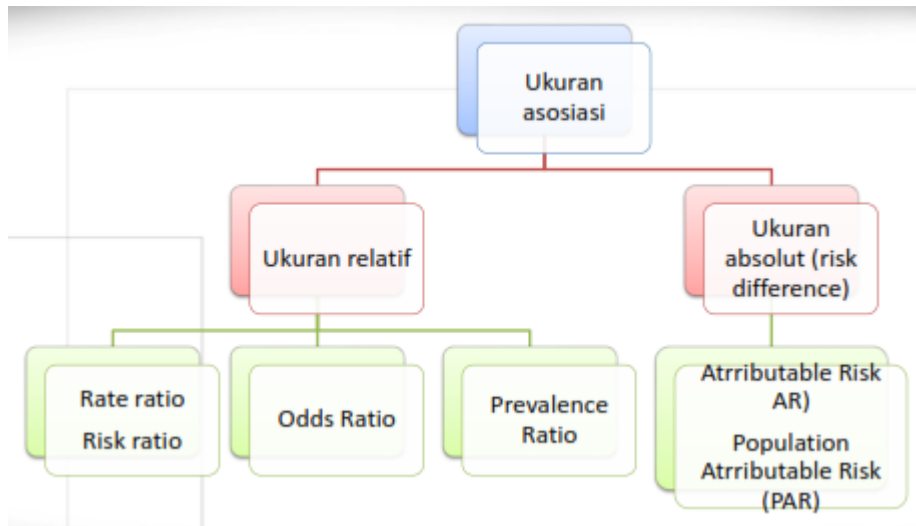 Ukuran
asosiasi
Ukuran relatif
Ukuran
absolut (risk
difference)
Rate ratio
Risk ratio
Odds Ratio
Prevalence
Ratio
Atrributable Risk
AR)
Population
Atrributable Risk
(PAR)